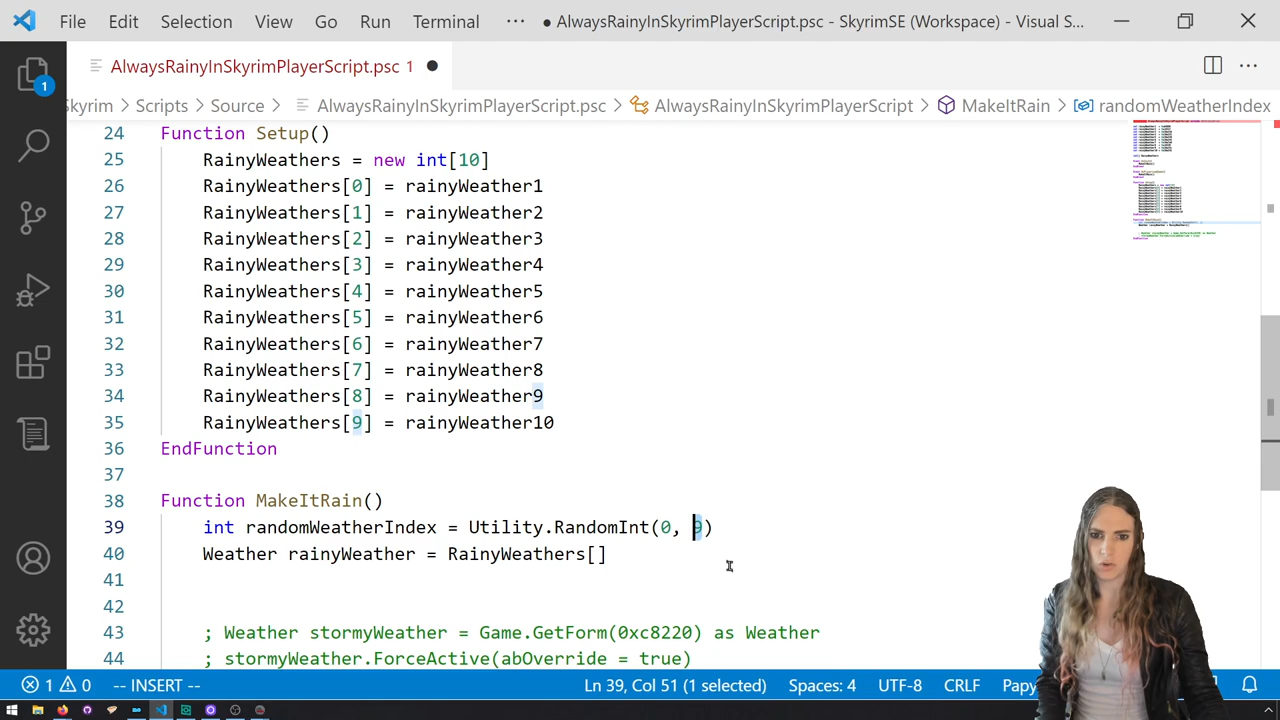 File Edit Selection View Go Run Terminal ··· ● AlwaysRainyInSkyrimPlayerScript.psc - SkyrimSE (Workspace) - Visual S...
AlwaysRainyInSkyrimPlayerScript.psc 1 ●
Skyrim > Scripts > Source > AlwaysRainyInSkyrimPlayerScript.psc > AlwaysRainyInSkyrimPlayerScript > MakeItRain > randomWeatherIndex
1
24 Function Setup()
25 RainyWeathers = new int[10]
26 RainyWeathers[0] = rainyWeather1
27 RainyWeathers[1] = rainyWeather2
28 RainyWeathers[2] = rainyWeather3
29 RainyWeathers[3] = rainyWeather4
30 RainyWeathers[4] = rainyWeather5
31 RainyWeathers[5] = rainyWeather6
32 RainyWeathers[6] = rainyWeather7
33 RainyWeathers[7] = rainyWeather8
34 RainyWeathers[8] = rainyWeather9
35 RainyWeathers[9] = rainyWeather10
36 EndFunction
37
38 Function MakeItRain()
39 int randomWeatherIndex = Utility.RandomInt(0, 9)
40 Weather rainyWeather = RainyWeathers[]
41
42
43 ; Weather stormyWeather = Game.GetForm(0xc8220) as Weather
44 ; stormyWeather.ForceActive(abOverride = true)
1 0 -- INSERT -- Ln 39, Col 51 (1 selected) Spaces: 4 UTF-8 CRLF Papy